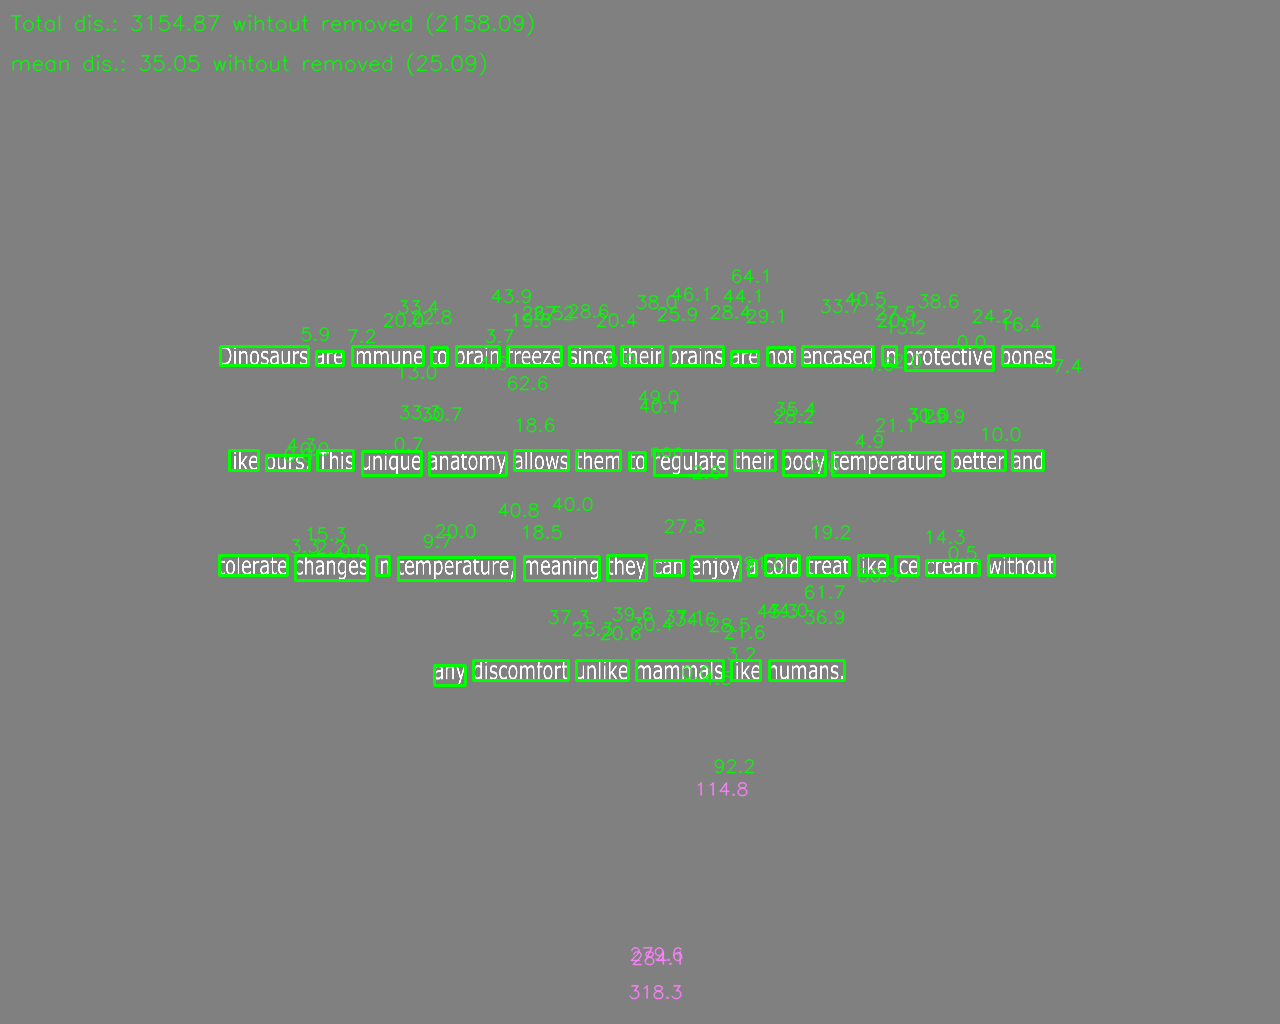 Total dis.: 3154.87 wihtout removed (2158.09)
mean dis.: 35.05 wihtout removed (25.09)
64.1
43.9 46.1 44.1 40.5 38.6
33.4 28.6 38.0 28.4 33.7 27.5 24.2
22.8 19.8 20.4 25.9 29.1 13.2 16.4
5.9 7.2 3.7 0.0
Dinosaurs are immune to brain freeze since their brains are not encased in protective bones
13.0 7.4
62.6 49.0 40.1
30.7 35.4 28.2
18.6 21.1 10.0
0.7 4.9
like ours. This unique anatomy allows them to regulate their body temperature better and
40.8 40.0
15.3 20.0 18.5 27.8 19.2 14.3
9.7 0.5
tolerate changes in temperature, meaning they can enjoy a cold treat like ice cream without
61.7
37.3 39.6 36.9
25.3 20.6 30.4 28.5 21.6
3.2
any discomfort unlike mammals like humans.
92.2
114.8
279.6
284.1
318.3